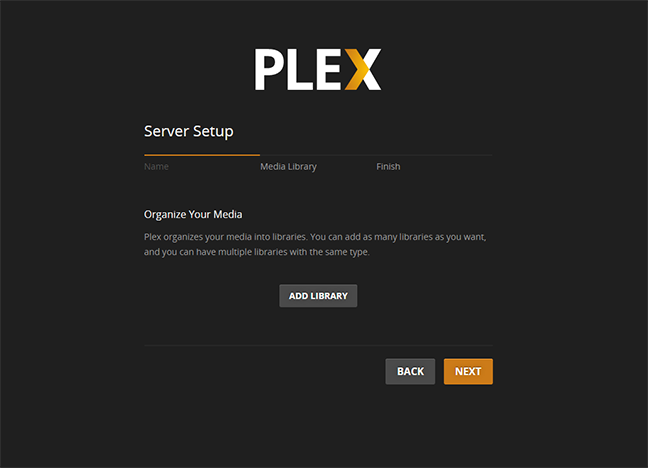 PLEX
Server Setup
Name
Media Library
Finish
Organize Your Media
Plex organizes your media into libraries. You can add as many libraries as you want,
and you can have multiple libraries with the same type.
ADD LIBRARY
BACK
NEXT